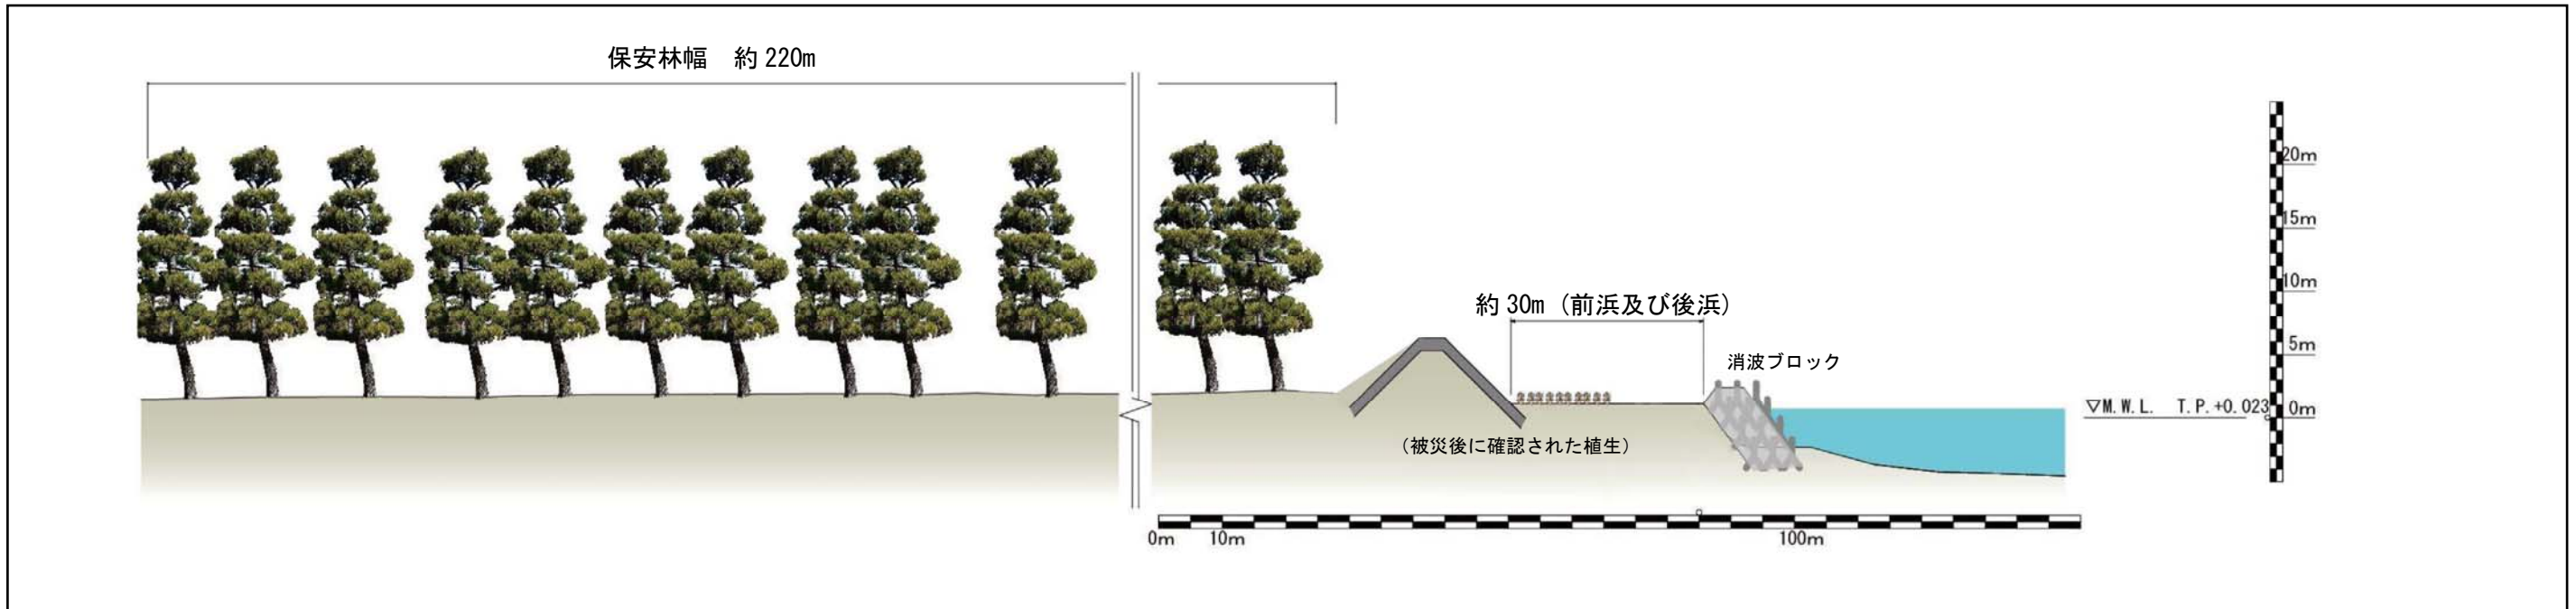 保安林幅　約 220m
20m
15m
約 30m（前浜及び後浜）
10m
消波ブロック
5m
▽M.W.L.　T.P.+0.023
0m
（被災後に確認された植生）
0m
10m
100m